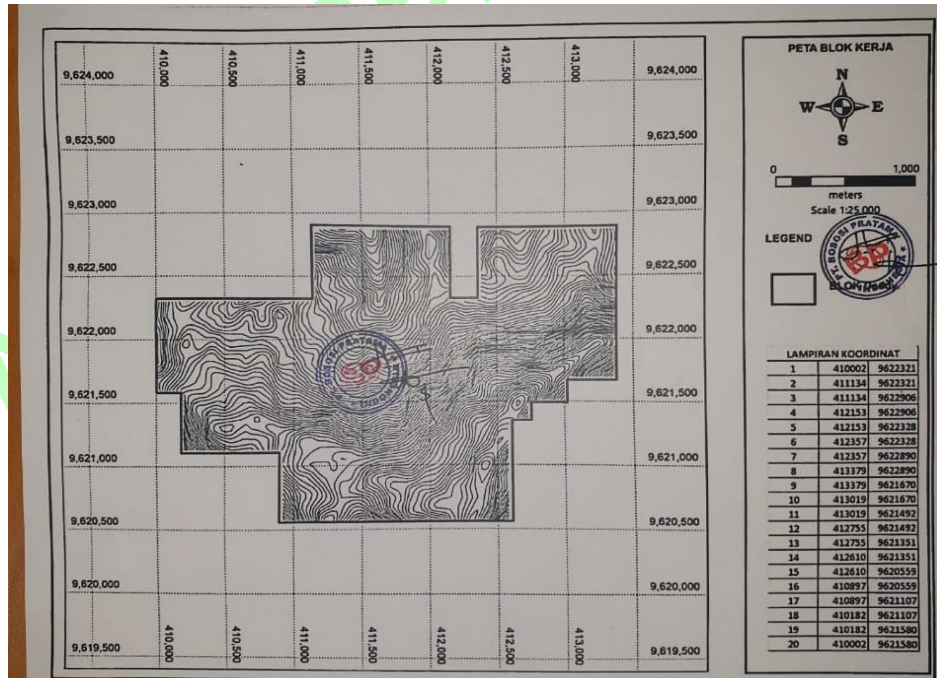 410,000 410,500 411,000 411,500 412,000 412,500 413,000
9,624,000 9,624,000
9,623,500 9,623,500
9,623,000 9,623,000
9,622,500 9,622,500
9,622,000 9,622,000
9,621,500 9,621,500
9,621,000 9,621,000
9,620,500 9,620,500
9,620,000 9,620,000
9,619,500 9,619,500
410,000 410,500 411,000 411,500 412,000 412,500 413,000
PT. BOSOSI PRATAMA
PETA BLOK KERJA
N
W E
S
0 1,000
meters
Scale 1:25.000
LEGEND
PT. BOSOSI PRATAMA
BP
LAMPIRAN KOORDINAT
1 410002 9622321
2 411134 9622321
3 411134 9622906
4 412153 9622906
5 412153 9622328
6 412357 9622328
7 412357 9622890
8 413379 9622890
9 413379 9621670
10 413019 9621670
11 413019 9621492
12 412755 9621492
13 412755 9621351
14 412610 9621351
15 412610 9620559
16 410897 9620559
17 410897 9621107
18 410182 9621107
19 410182 9621580
20 410002 9621580